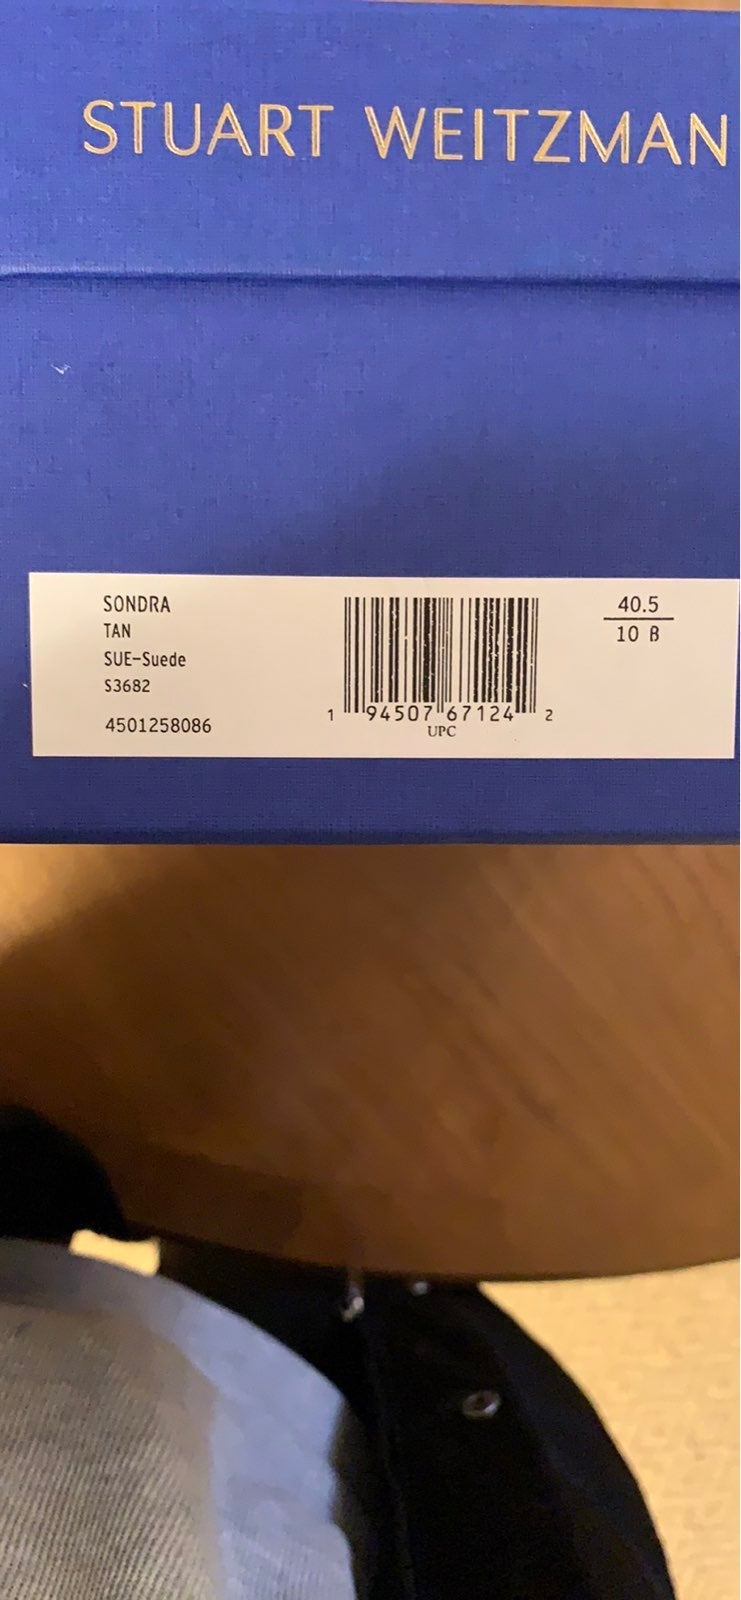 STUART WEITZMAN
SONDRA
TAN
SUE-Suede
S3682
4501258086
1 94507 67124 2
UPC
40.5
10 B